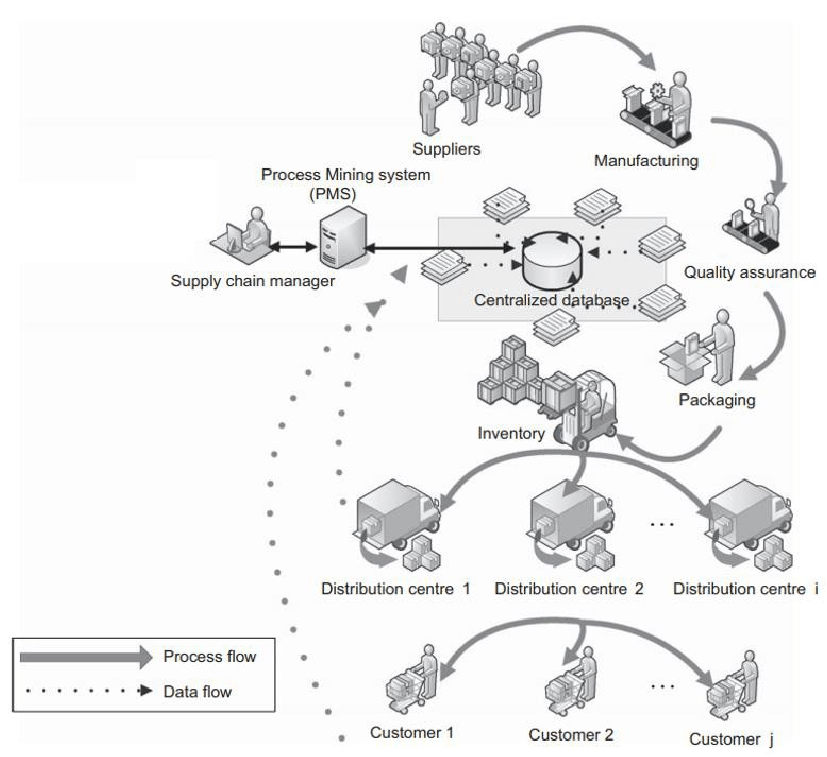 Suppliers
Manufacturing
Process Mining system
(PMS)
Supply chain manager
Quality assurance
Centralized database
Packaging
Inventory
...
Distribution centre 1
Distribution centre 2
Distribution centre i
Process flow
Data flow
...
Customer 1
Customer 2
Customer j